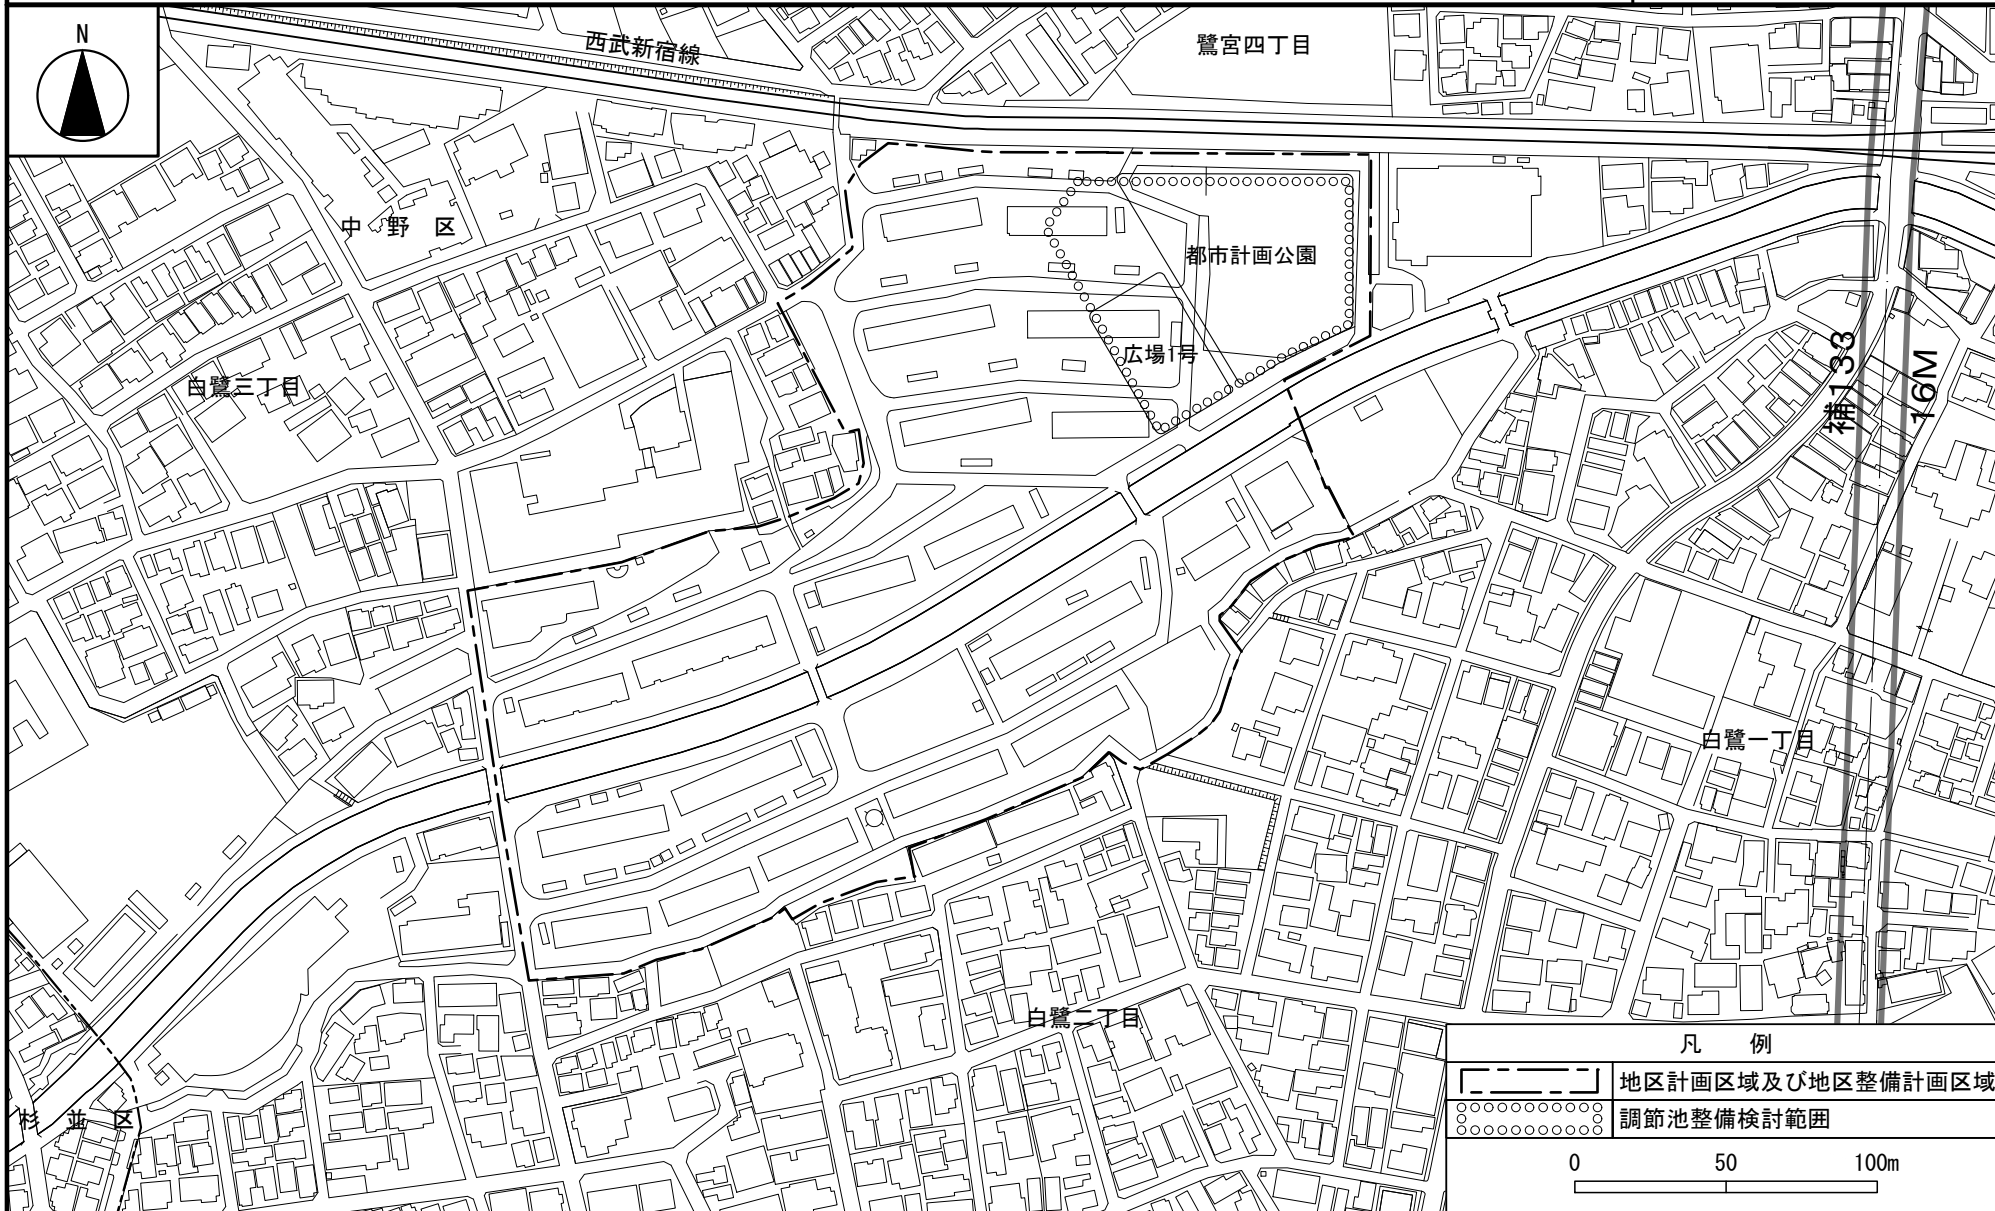 N
西武新宿線
鷺宮四丁目
中野区
都市計画公園
広場1号
白鷺三丁目
補133
16M
白鷺一丁目
白鷺二丁目
杉並区
凡例
地区計画区域及び地区整備計画区域
調節池整備検討範囲
0 50 100m